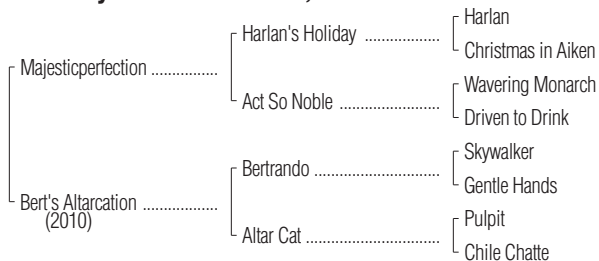 Harlan
Harlan's Holiday ..................
Christmas in Aiken
Majesticperfection ................
Wavering Monarch
Act So Noble ........................
Driven to Drink
Skywalker
Bertrando ..............................
Gentle Hands
Bert's Altarcation ..................
(2010)
Pulpit
Altar Cat ................................
Chile Chatte